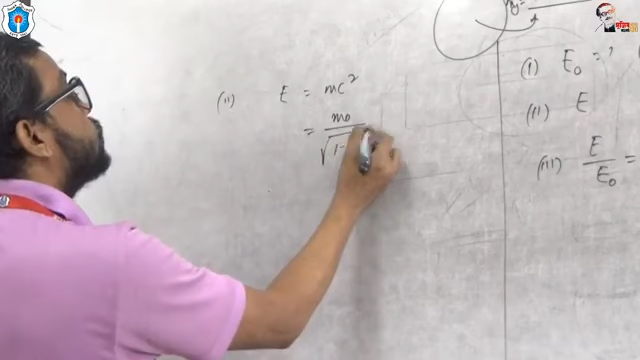 (ii) E = mc²
= m₀
√1-
(i) E₀ = ?
(ii) E
(iii) E
E₀ =